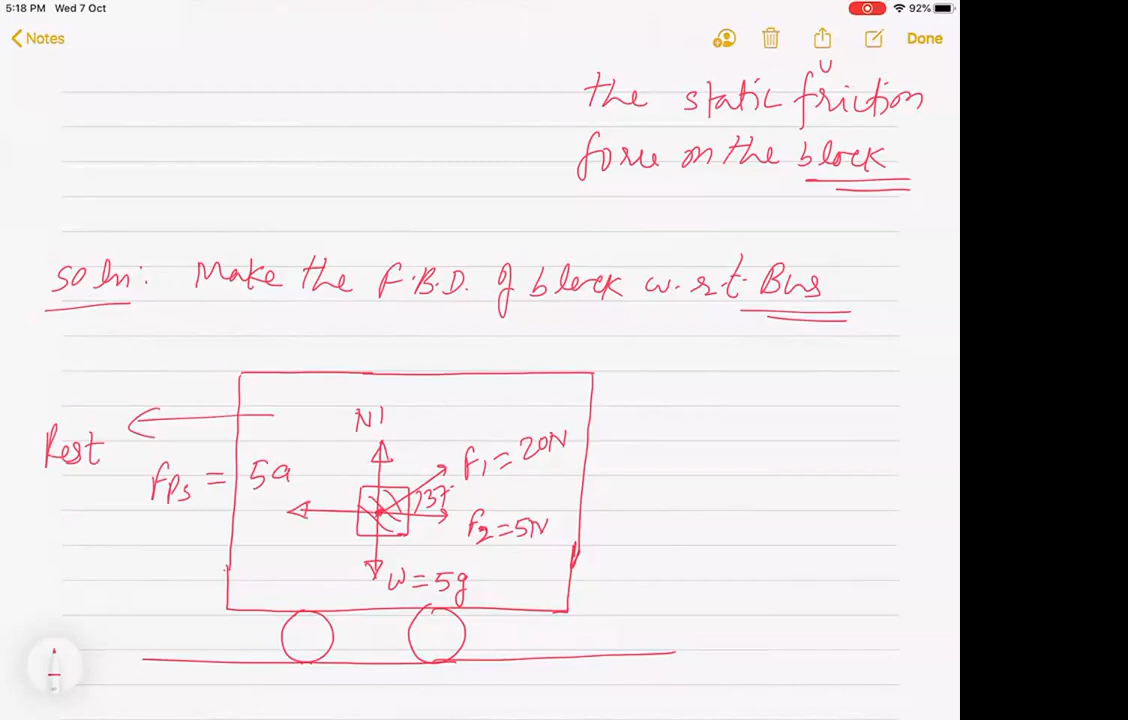 5:18 PM Wed 7 Oct
92%
Notes
Done
the static friction
force on the block
Soln: Make the F.B.D. of block w.r.t. Bus
Rest
N1
F1 = 20N
fps = 5a
37°
F2 = 5N
W = 5g